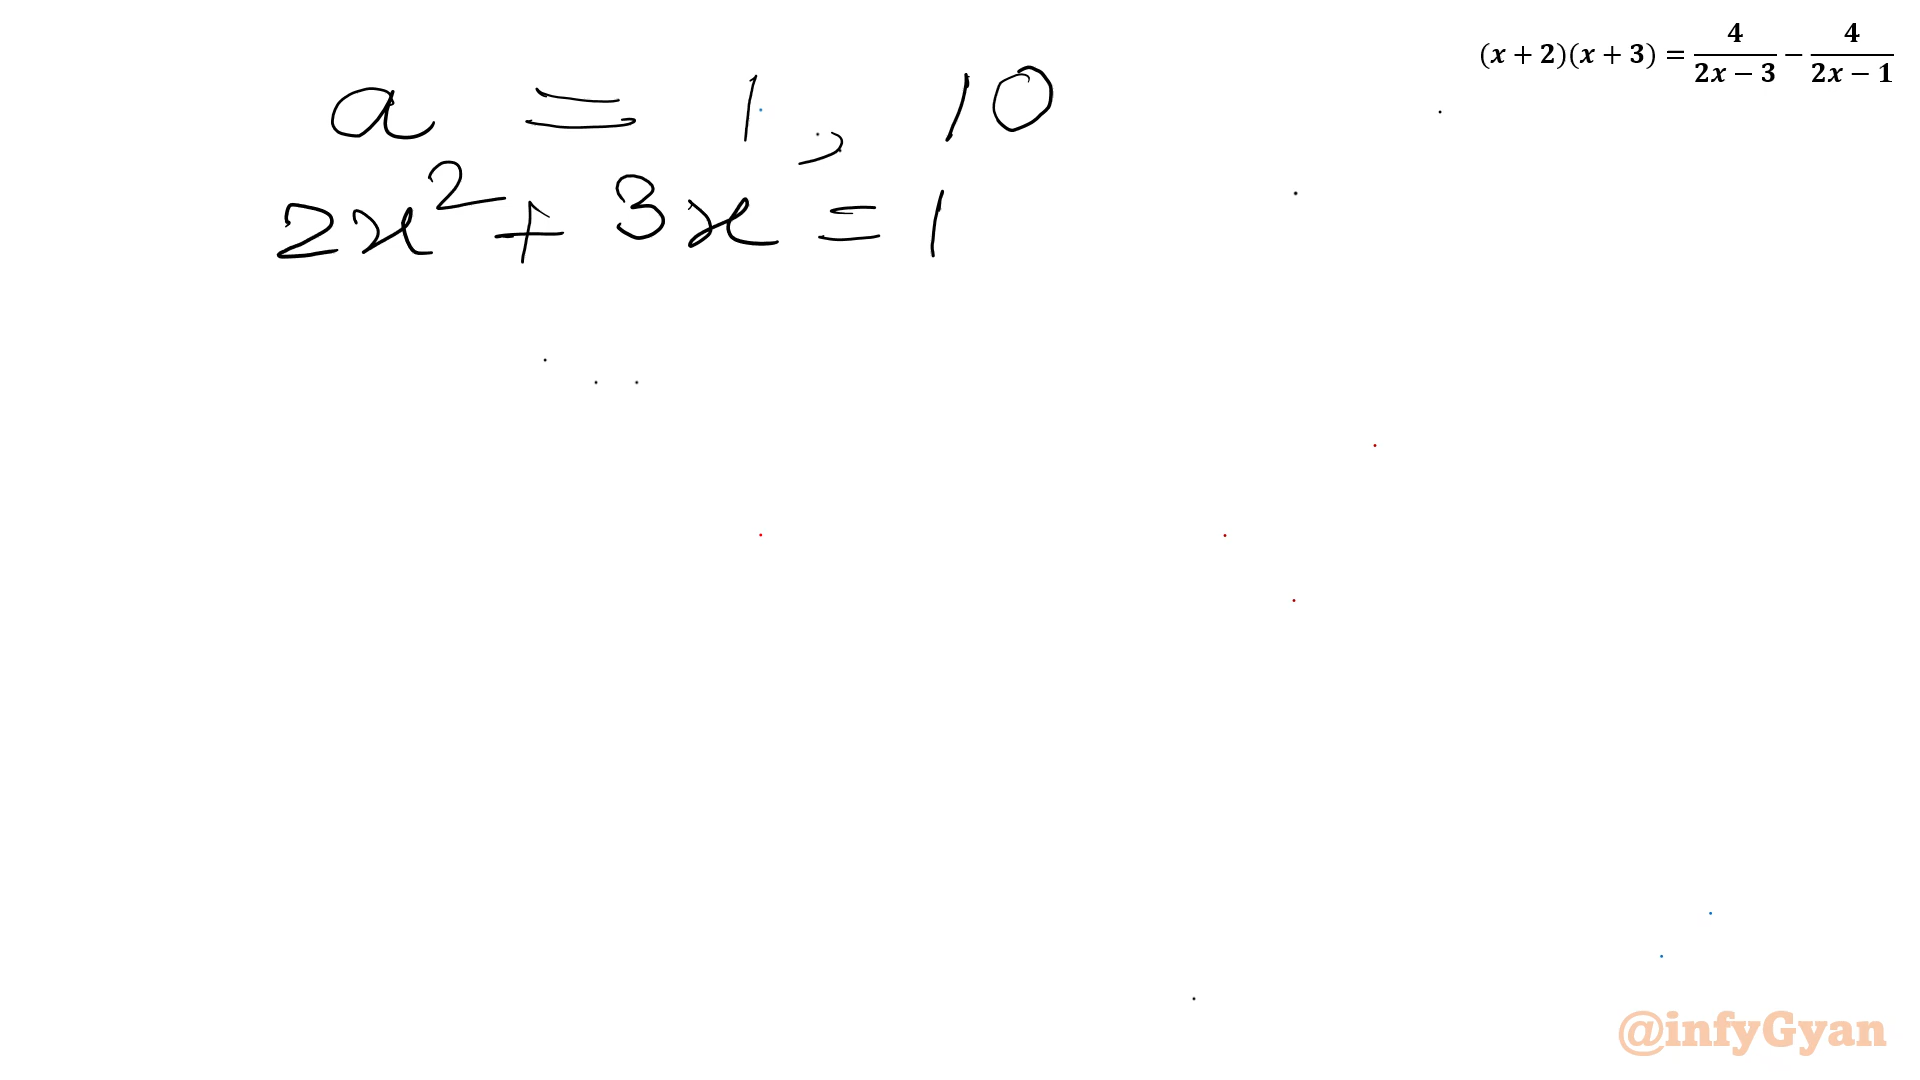 (x + 2)(x + 3) = 4/(2x − 3) − 4/(2x − 1)
a = 1, 10
2x² + 3x = 1
@infyGyan